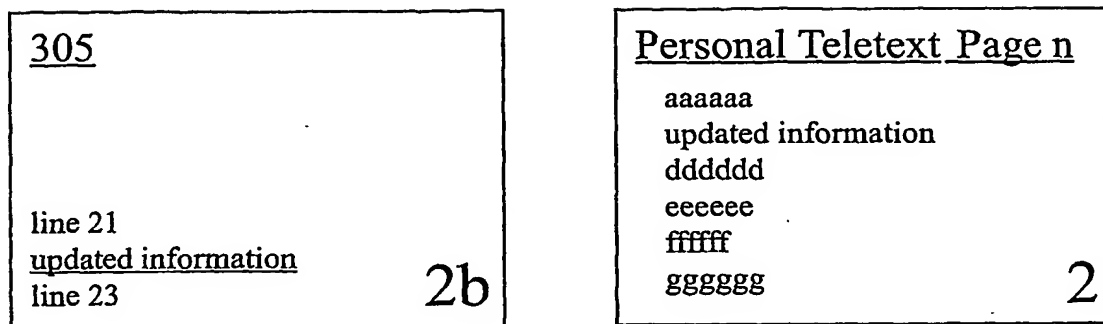 305
line 21
updated information
line 23
2b
Personal Teletext Page n
aaaaaa
updated information
dddddd
eeeeee
ffffff
gggggg
2